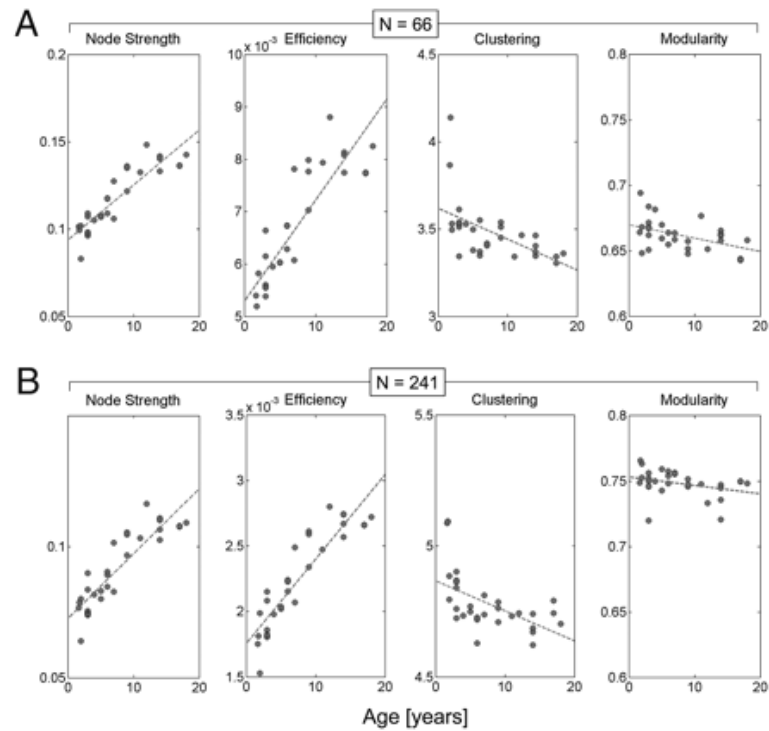 A
N = 66
Node Strength Efficiency Clustering Modularity
0.2 0.15 0.1 0.05
0 10 20
10 x 10⁻³
9 8 7 6 5
0 10 20
4.5 4 3.5 3
0 10 20
0.8 0.75 0.7 0.65 0.6
0 10 20
B
N = 241
Node Strength Efficiency Clustering Modularity
0.1 0.05
0 10 20
3.5 x 10⁻³
3 2.5 2 1.5
0 10 20
5.5 5 4.5
0 10 20
0.8 0.75 0.7 0.65 0.6
0 10 20
Age [years]